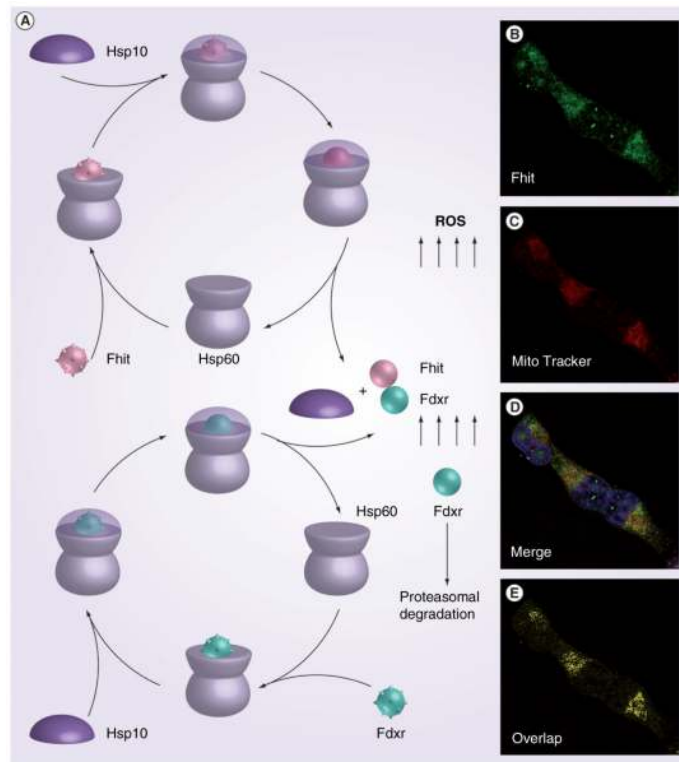 A
Hsp10
Fhit
Hsp60
ROS
+
Fhit
Fdxr
Hsp60
Fdxr
Proteasomal
degradation
Hsp10
Fdxr
B
Fhit
C
Mito Tracker
D
Merge
E
Overlap